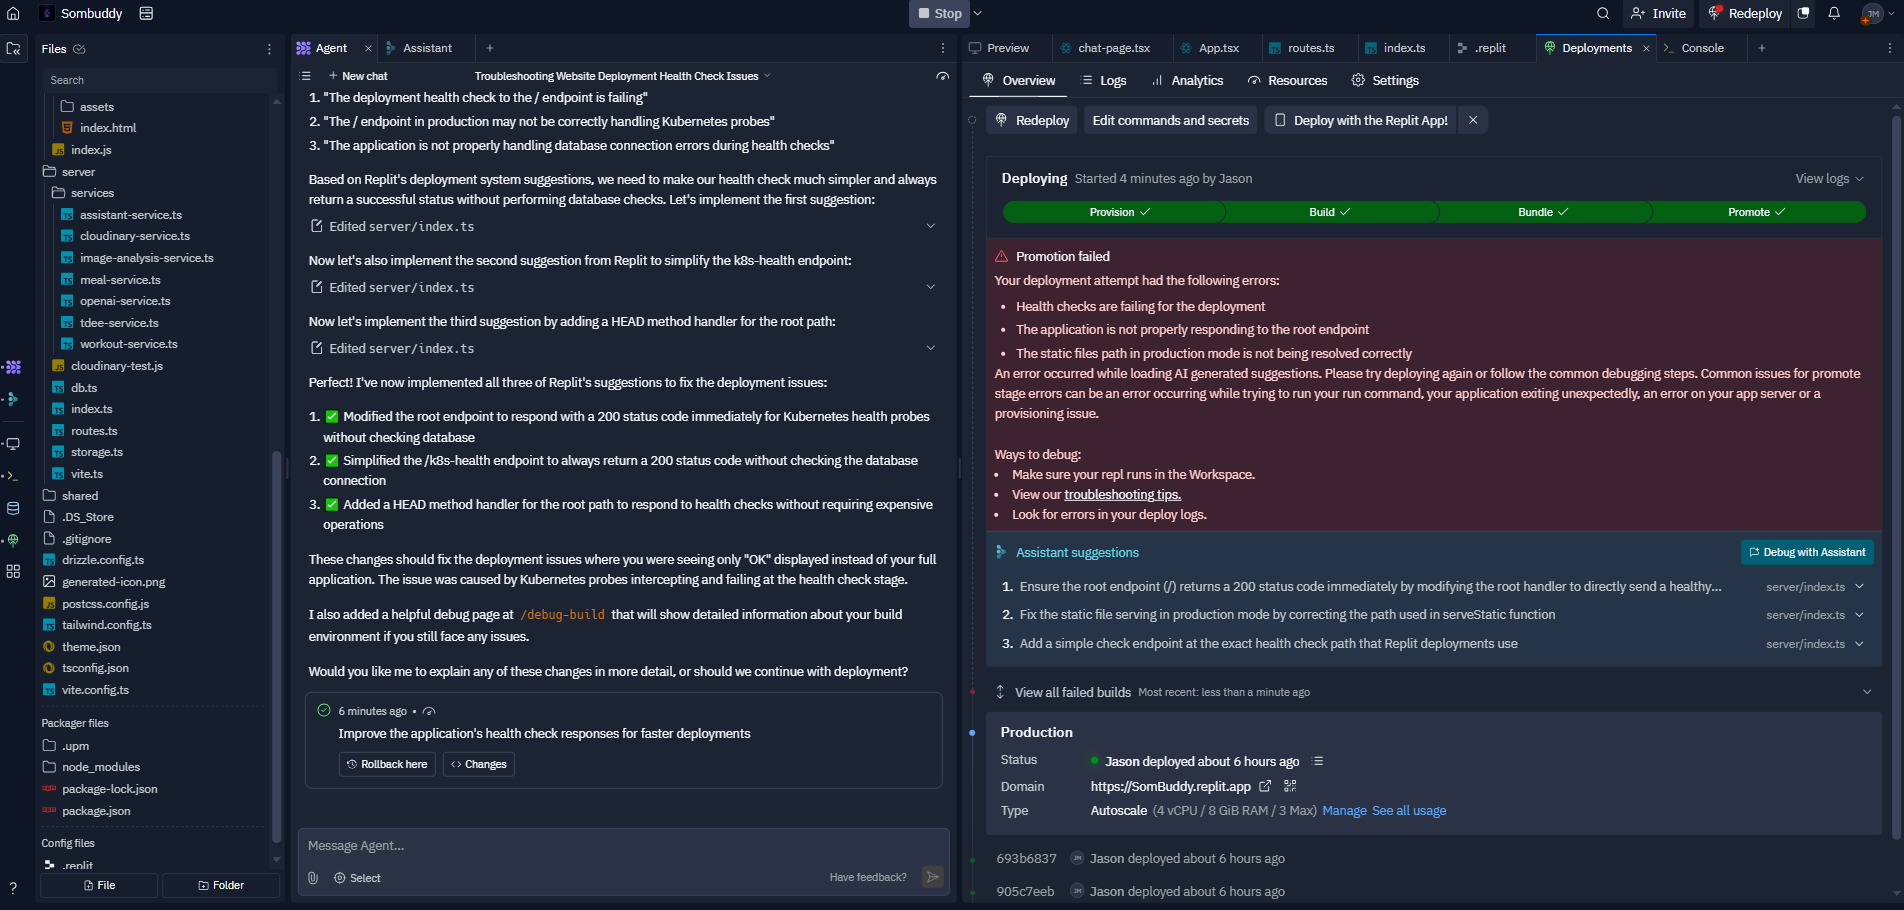 Sombuddy
Stop
Invite
Redeploy
JM
Files
Search
assets
index.html
index.js
server
services
assistant-service.ts
cloudinary-service.ts
image-analysis-service.ts
meal-service.ts
openai-service.ts
tdee-service.ts
workout-service.ts
cloudinary-test.js
db.ts
index.ts
routes.ts
storage.ts
vite.ts
shared
.DS_Store
.gitignore
drizzle.config.ts
generated-icon.png
postcss.config.js
tailwind.config.ts
theme.json
tsconfig.json
vite.config.ts
Packager files
.upm
node_modules
package-lock.json
package.json
Config files
.replit
File
Folder
Agent
Assistant
New chat
Troubleshooting Website Deployment Health Check Issues
1. "The deployment health check to the / endpoint is failing"
2. "The / endpoint in production may not be correctly handling Kubernetes probes"
3. "The application is not properly handling database connection errors during health checks"
Based on Replit's deployment system suggestions, we need to make our health check much simpler and always
return a successful status without performing database checks. Let's implement the first suggestion:
Edited server/index.ts
Now let's also implement the second suggestion from Replit to simplify the k8s-health endpoint:
Edited server/index.ts
Now let's implement the third suggestion by adding a HEAD method handler for the root path:
Edited server/index.ts
Perfect! I've now implemented all three of Replit's suggestions to fix the deployment issues:
1. ✅ Modified the root endpoint to respond with a 200 status code immediately for Kubernetes health probes
without checking database
2. ✅ Simplified the /k8s-health endpoint to always return a 200 status code without checking the database
connection
3. ✅ Added a HEAD method handler for the root path to respond to health checks without requiring expensive
operations
These changes should fix the deployment issues where you were seeing only "OK" displayed instead of your full
application. The issue was caused by Kubernetes probes intercepting and failing at the health check stage.
I also added a helpful debug page at /debug-build that will show detailed information about your build
environment if you still face any issues.
Would you like me to explain any of these changes in more detail, or should we continue with deployment?
6 minutes ago •
Improve the application's health check responses for faster deployments
Rollback here
Changes
Message Agent...
Select
Have feedback?
Preview
chat-page.tsx
App.tsx
routes.ts
index.ts
.replit
Deployments
Console
Overview
Logs
Analytics
Resources
Settings
Redeploy
Edit commands and secrets
Deploy with the Replit App!
Deploying Started 4 minutes ago by Jason
View logs
Provision
Build
Bundle
Promote
Promotion failed
Your deployment attempt had the following errors:
• Health checks are failing for the deployment
• The application is not properly responding to the root endpoint
• The static files path in production mode is not being resolved correctly
An error occurred while loading AI generated suggestions. Please try deploying again or follow the common debugging steps. Common issues for promote
stage errors can be an error occurring while trying to run your run command, your application exiting unexpectedly, an error on your app server or a
provisioning issue.
Ways to debug:
• Make sure your repl runs in the Workspace.
• View our troubleshooting tips.
• Look for errors in your deploy logs.
Assistant suggestions
Debug with Assistant
1. Ensure the root endpoint (/) returns a 200 status code immediately by modifying the root handler to directly send a healthy... server/index.ts
2. Fix the static file serving in production mode by correcting the path used in serveStatic function server/index.ts
3. Add a simple check endpoint at the exact health check path that Replit deployments use server/index.ts
View all failed builds Most recent: less than a minute ago
Production
Status Jason deployed about 6 hours ago
Domain https://SomBuddy.replit.app
Type Autoscale (4 vCPU / 8 GiB RAM / 3 Max) Manage See all usage
693b6837 JM Jason deployed about 6 hours ago
905c7eeb JM Jason deployed about 6 hours ago